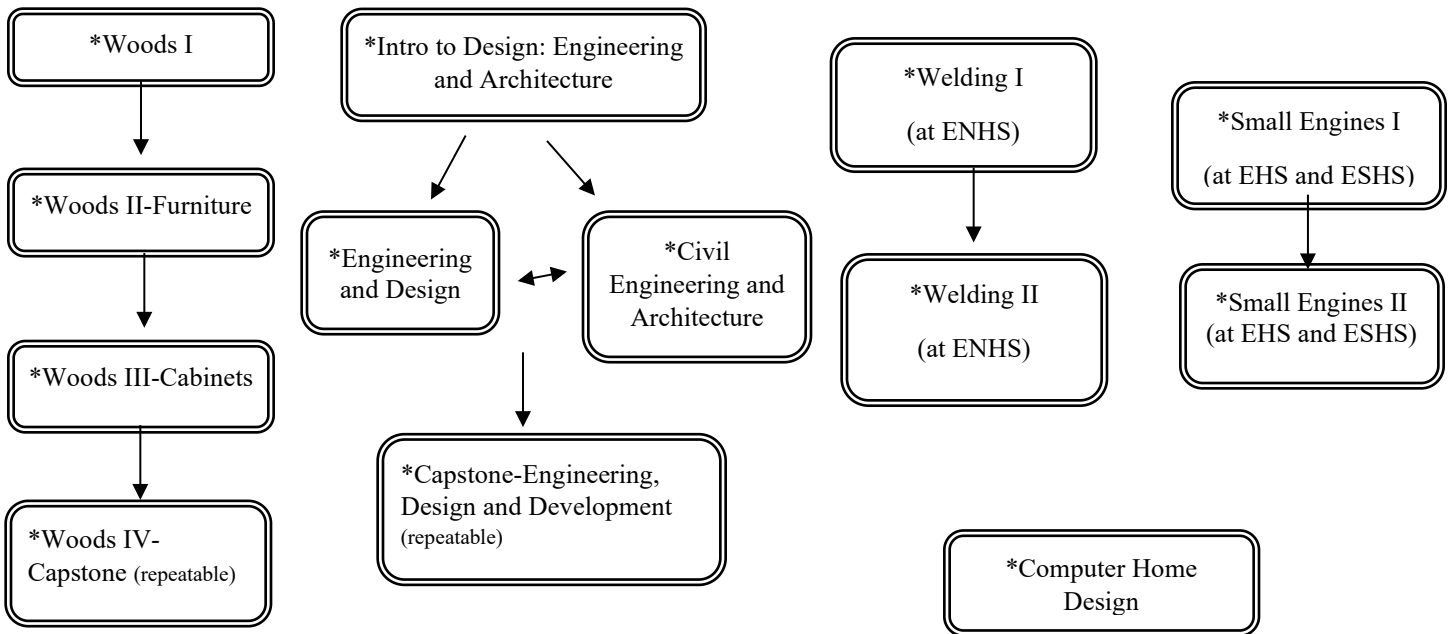 *Woods I
*Woods II-Furniture
*Woods III-Cabinets
*Woods IV-
Capstone (repeatable)
*Intro to Design: Engineering
and Architecture
*Engineering
and Design
*Civil
Engineering and
Architecture
*Capstone-Engineering,
Design and Development
(repeatable)
*Welding I
(at ENHS)
*Welding II
(at ENHS)
*Small Engines I
(at EHS and ESHS)
*Small Engines II
(at EHS and ESHS)
*Computer Home
Design